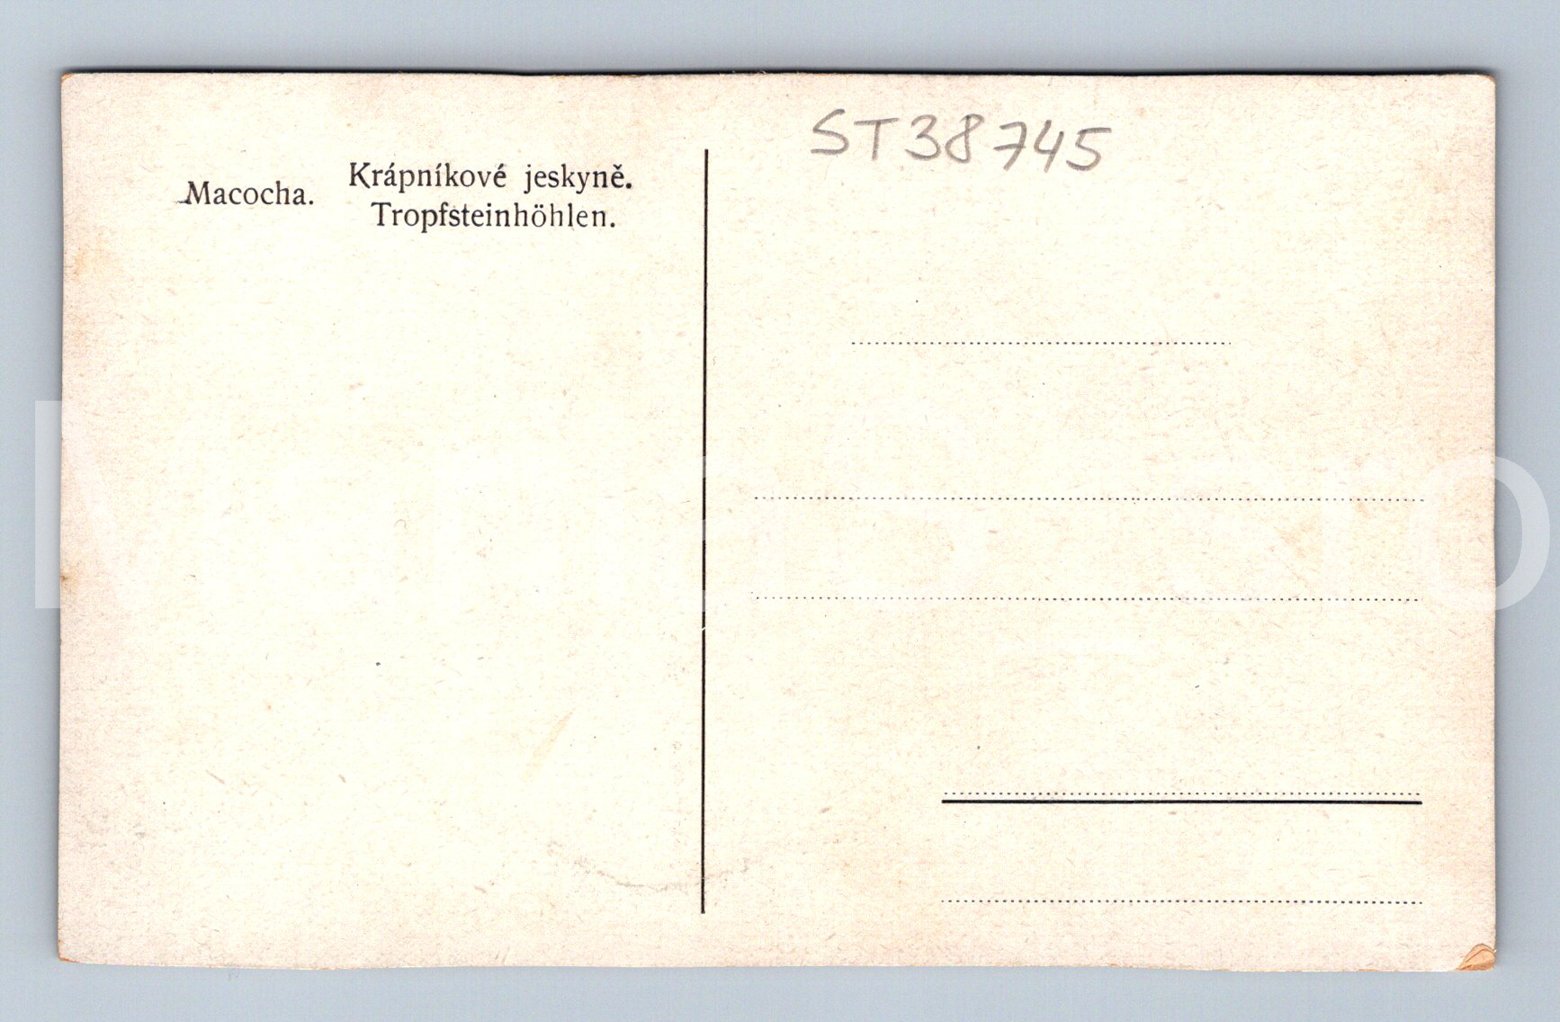 Macocha.
Krápníkové jeskyně.
Tropfsteinhöhlen.
ST38745